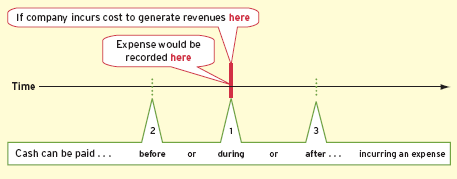 If company incurs cost to generate revenues here
Expense would be
recorded here
Time
2 1 3
Cash can be paid . . . before or during or after . . . incurring an expense